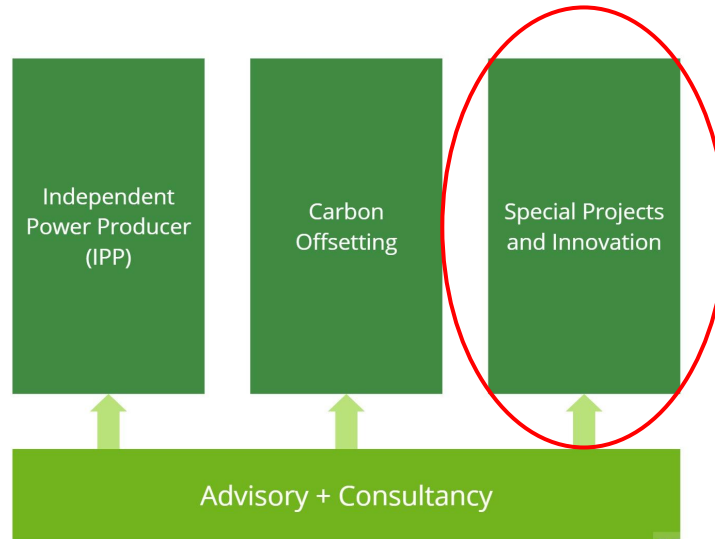 Independent
Power Producer
(IPP)
Carbon
Offsetting
Special Projects
and Innovation
Advisory + Consultancy